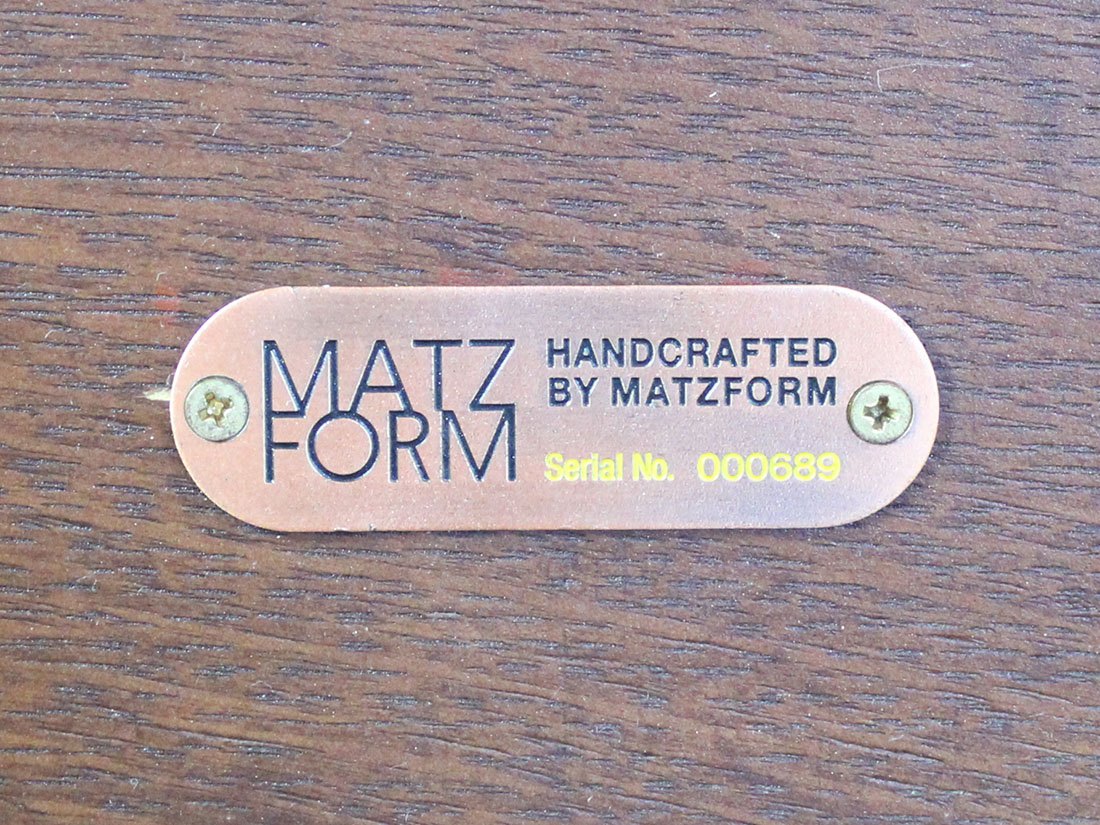 MATZ
FORM
HANDCRAFTED
BY MATZFORM
Serial No. 000689